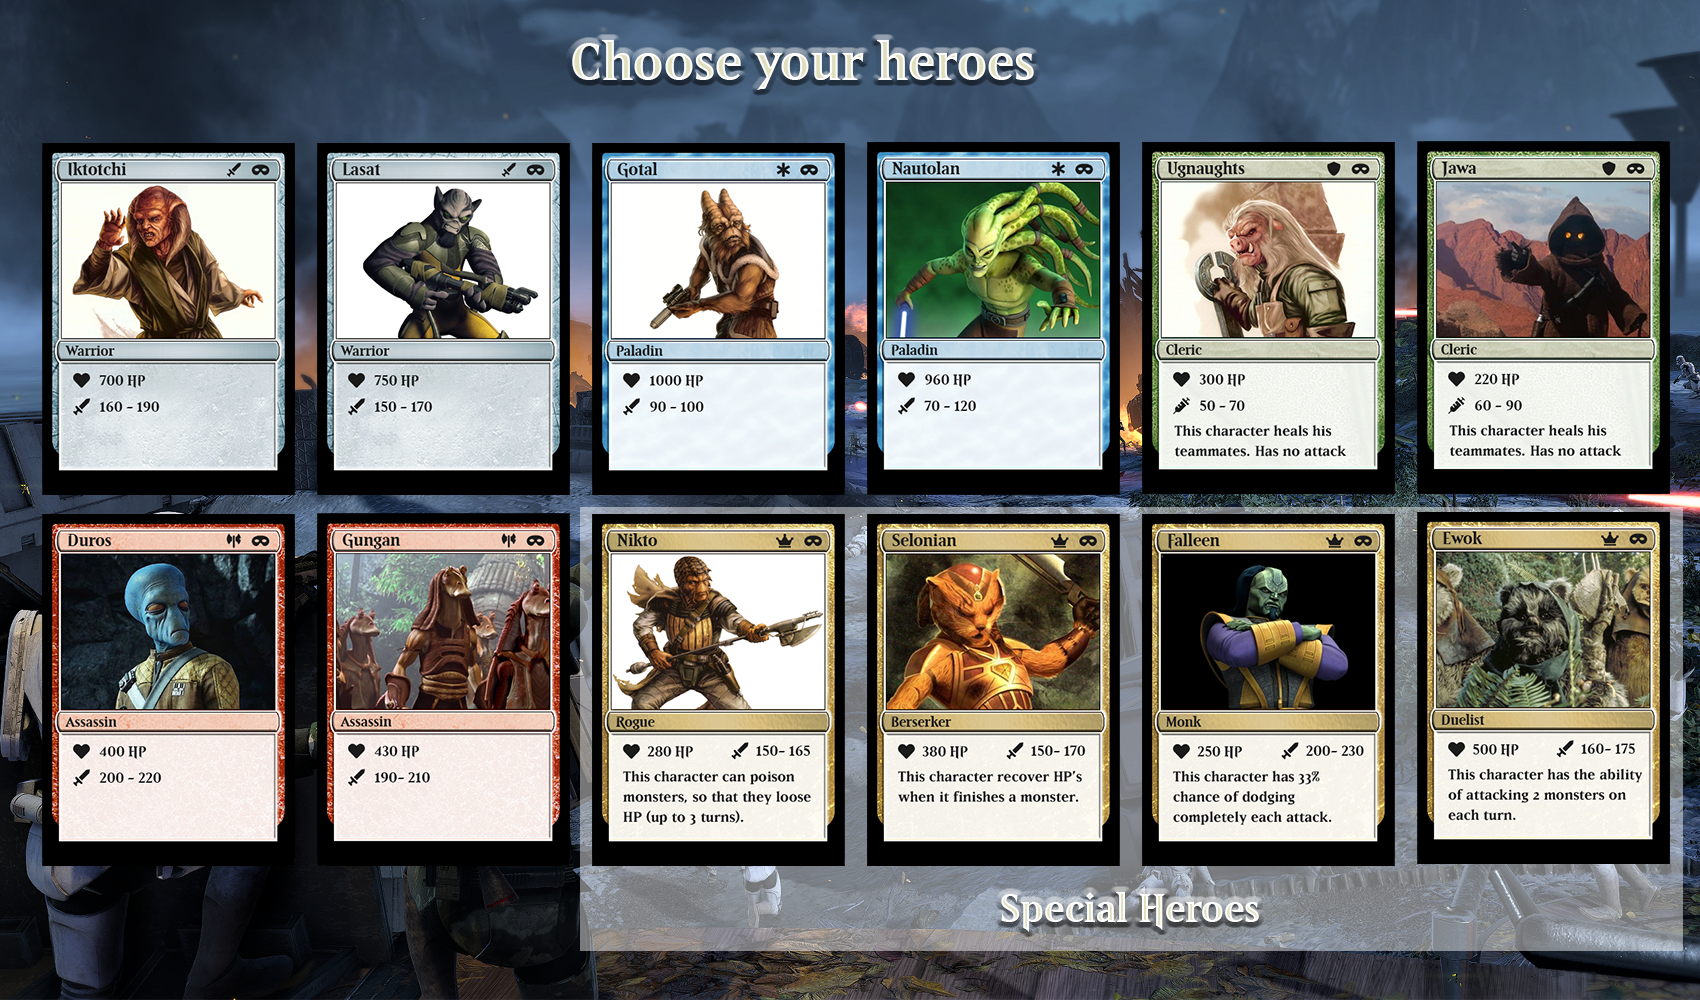 Choose your heroes
Iktotchi
Warrior
700 HP
160 - 190
Lasat
Warrior
750 HP
150 - 170
Gotal
Paladin
1000 HP
90 - 100
Nautolan
Paladin
960 HP
70 - 120
Ugnaughts
Cleric
300 HP
50 - 70
This character heals his
teammates. Has no attack
Jawa
Cleric
220 HP
60 - 90
This character heals his
teammates. Has no attack
Duros
Assassin
400 HP
200 - 220
Gungan
Assassin
430 HP
190- 210
Nikto
Rogue
280 HP 150- 165
This character can poison
monsters, so that they loose
HP (up to 3 turns).
Selonian
Berserker
380 HP 150- 170
This character recover HP's
when it finishes a monster.
Falleen
Monk
250 HP 200- 230
This character has 33%
chance of dodging
completely each attack.
Ewok
Duelist
500 HP 160- 175
This character has the ability
of attacking 2 monsters on
each turn.
Special Heroes